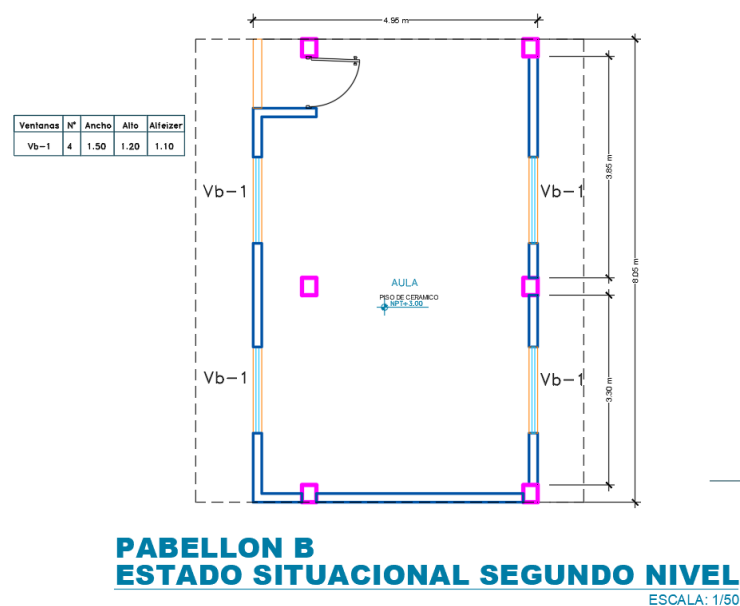 4.95 m
Ventanas N° Ancho Alto Alfeizer
Vb-1 4 1.50 1.20 1.10
Vb-1 Vb-1
3.85 m
8.05 m
AULA
PISO DE CERAMICO
NPT+3.00
Vb-1 Vb-1
3.30 m
PABELLON B
ESTADO SITUACIONAL SEGUNDO NIVEL
ESCALA: 1/50